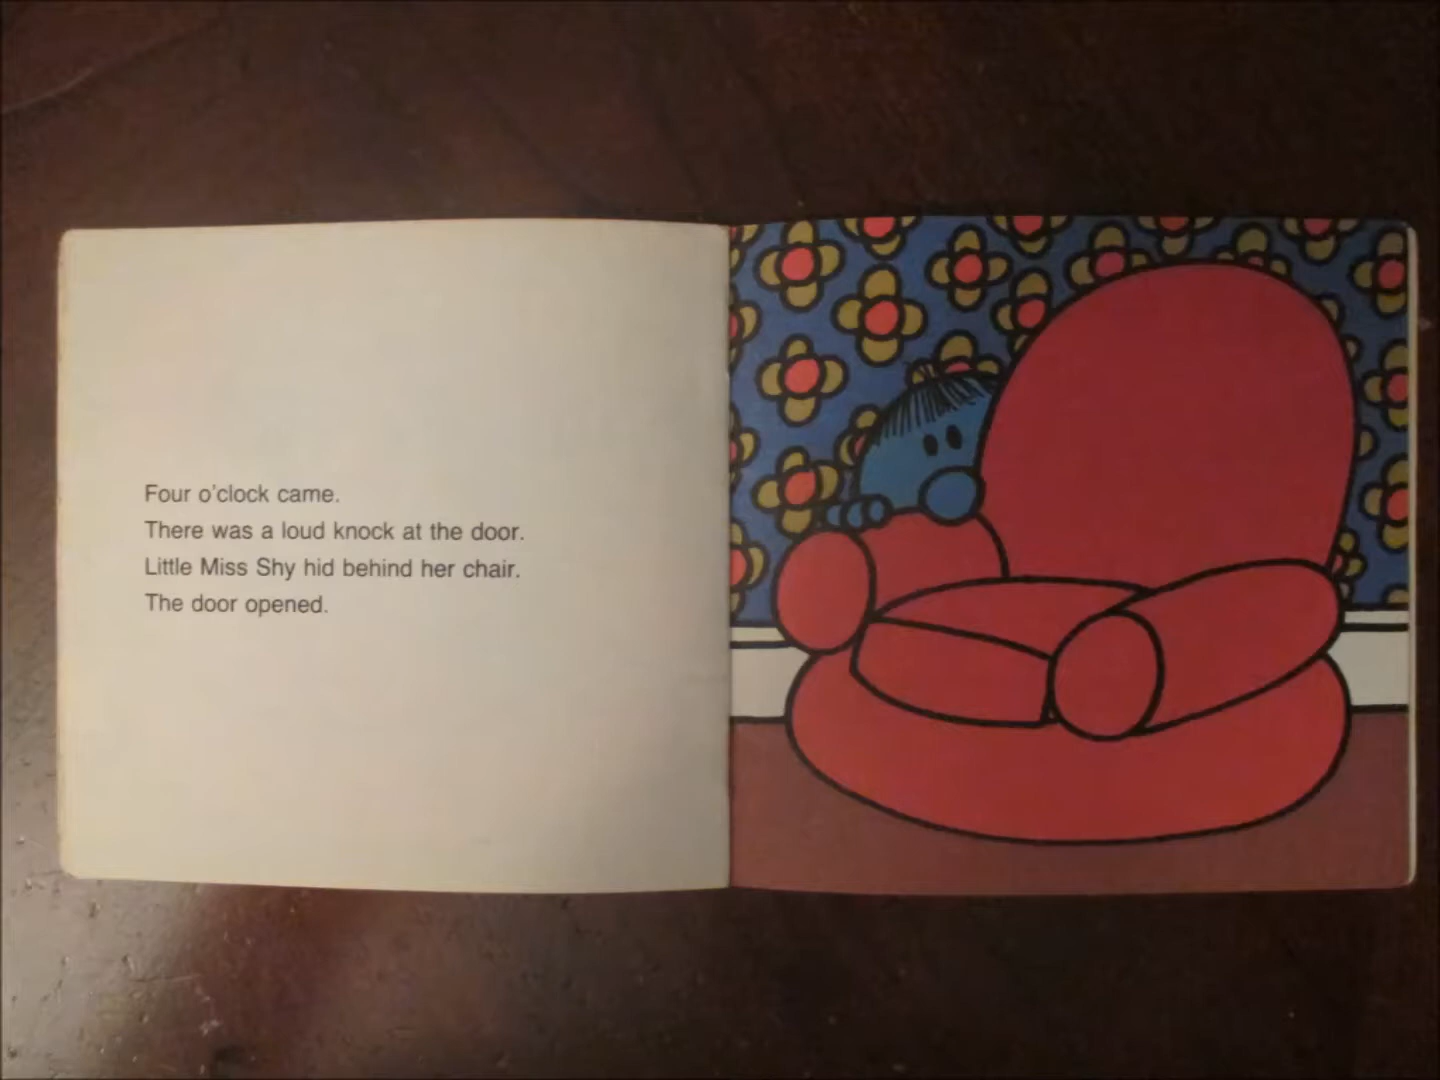 Four o'clock came.
There was a loud knock at the door.
Little Miss Shy hid behind her chair.
The door opened.